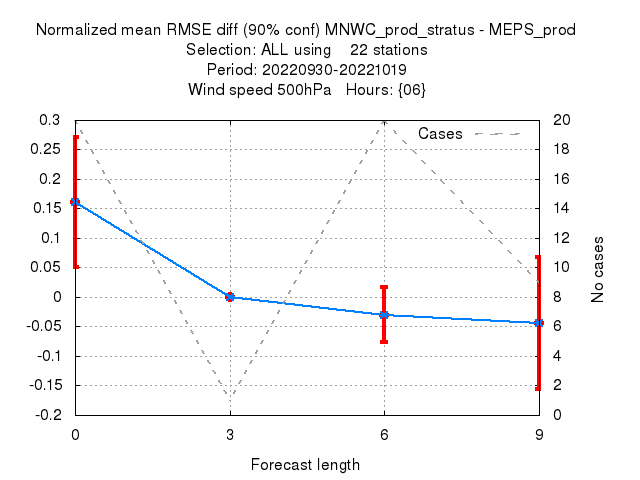 Normalized mean RMSE diff (90% conf) MNWC_prod_stratus - MEPS_prod
Selection: ALL using 22 stations
Period: 20220930-20221019
Wind speed 500hPa Hours: {06}
Cases
0.3
0.25
0.2
0.15
0.1
0.05
0
-0.05
-0.1
-0.15
-0.2
20
18
16
14
12
10
8
6
4
2
0
No cases
0 3 6 9
Forecast length